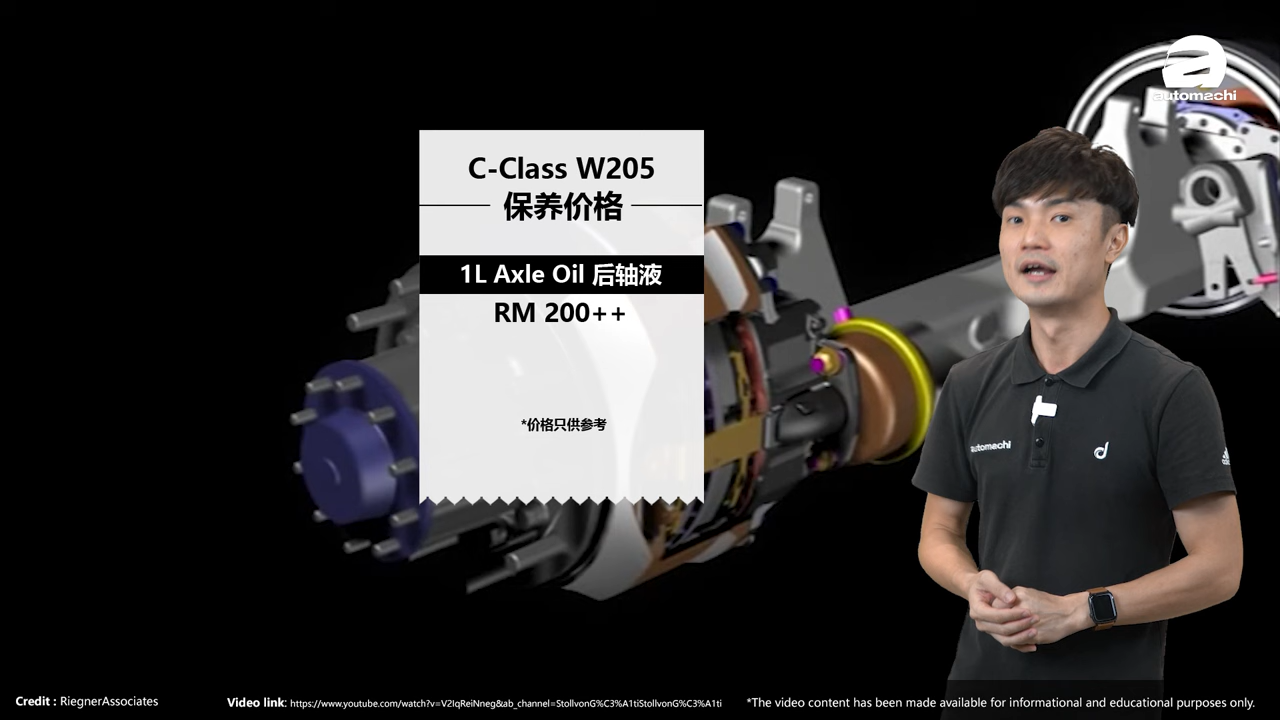 automachi
C-Class W205
保养价格
1L Axle Oil 后轴液
RM 200++
*价格只供参考
automachi
Credit : RiegnerAssociates
Video link: https://www.youtube.com/watch?v=V2IqReiNneg&ab_channel=StollvonG%C3%A1tiStollvonG%C3%A1ti
*The video content has been made available for informational and educational purposes only.